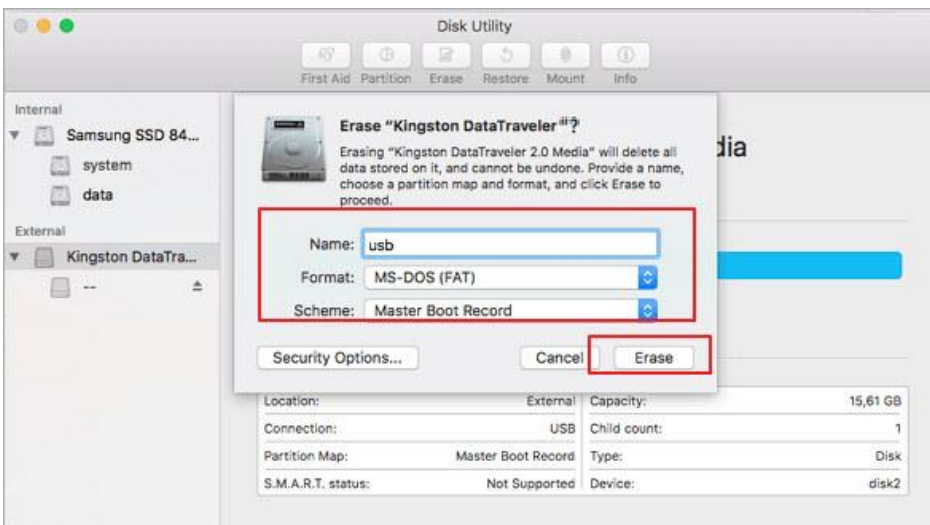 Disk Utility
First Aid Partition Erase Restore Mount Info
Internal
Samsung SSD 84...
system
data
External
Kingston DataTra...
--
dia
Erase “Kingston DataTraveler "?
Erasing “Kingston DataTraveler 2.0 Media” will delete all
data stored on it, and cannot be undone. Provide a name,
choose a partition map and format, and click Erase to
proceed.
Name: usb
Format: MS-DOS (FAT)
Scheme: Master Boot Record
Security Options... Cancel Erase
Location: External Capacity: 15,61 GB
Connection: USB Child count: 1
Partition Map: Master Boot Record Type: Disk
S.M.A.R.T. status: Not Supported Device: disk2